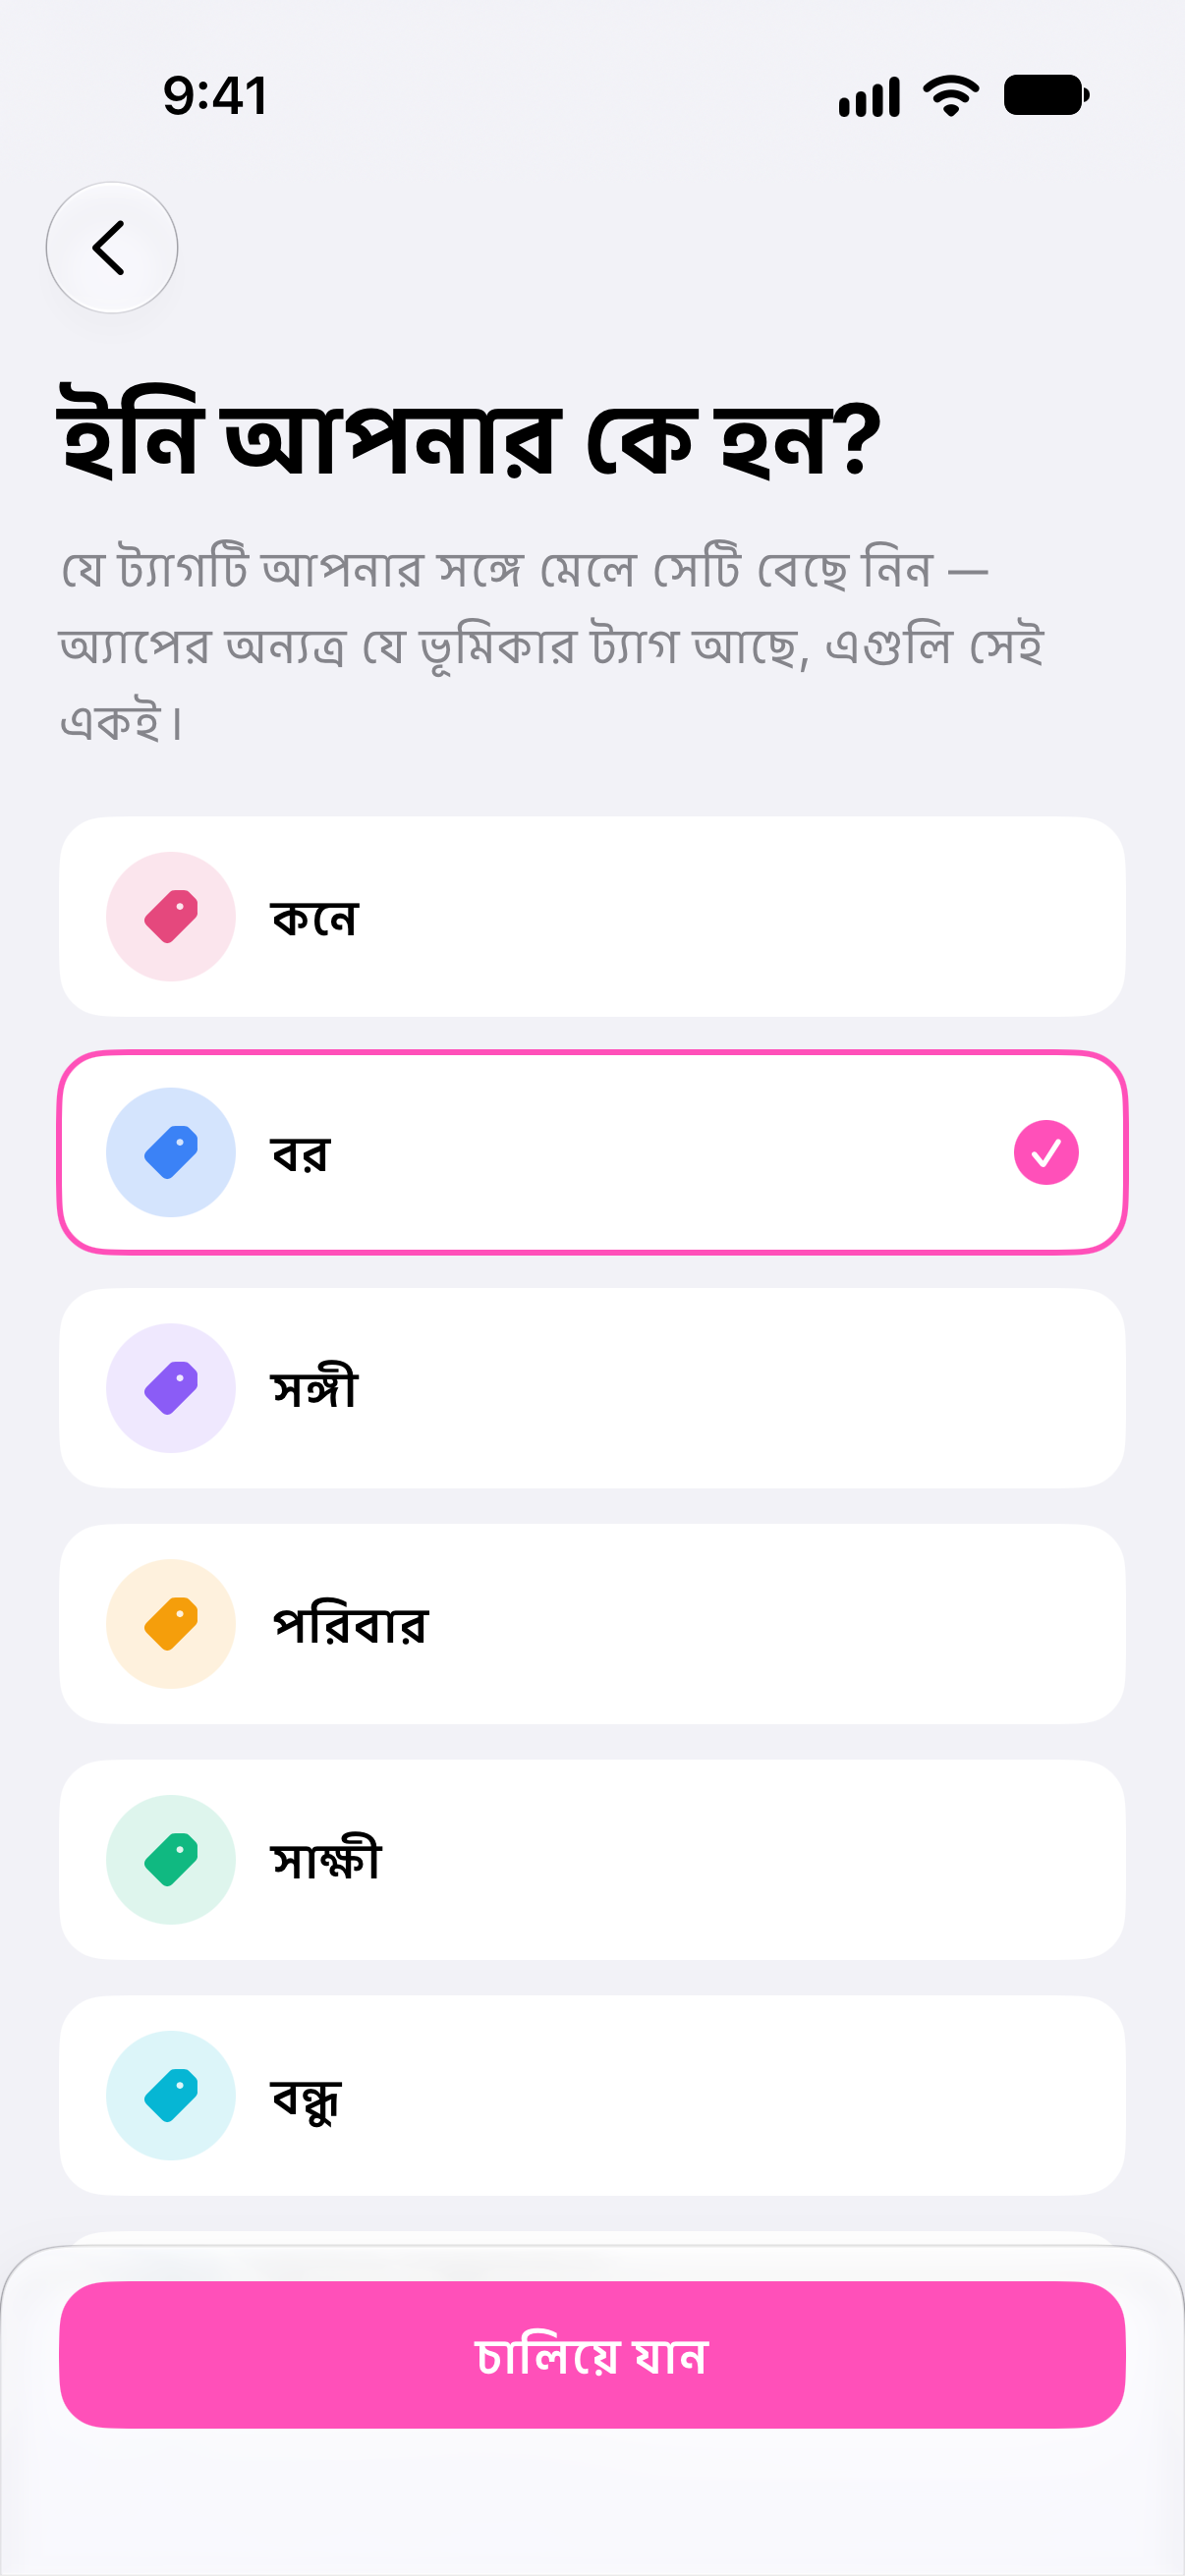 9:41
ইনি আপনার কে হন?
যে ট্যাগটি আপনার সঙ্গে মেলে সেটি বেছে নিন —
অ্যাপের অন্যত্র যে ভূমিকার ট্যাগ আছে, এগুলি সেই
একই।
কনে
বর
সঙ্গী
পরিবার
সাক্ষী
বন্ধু
চালিয়ে যান